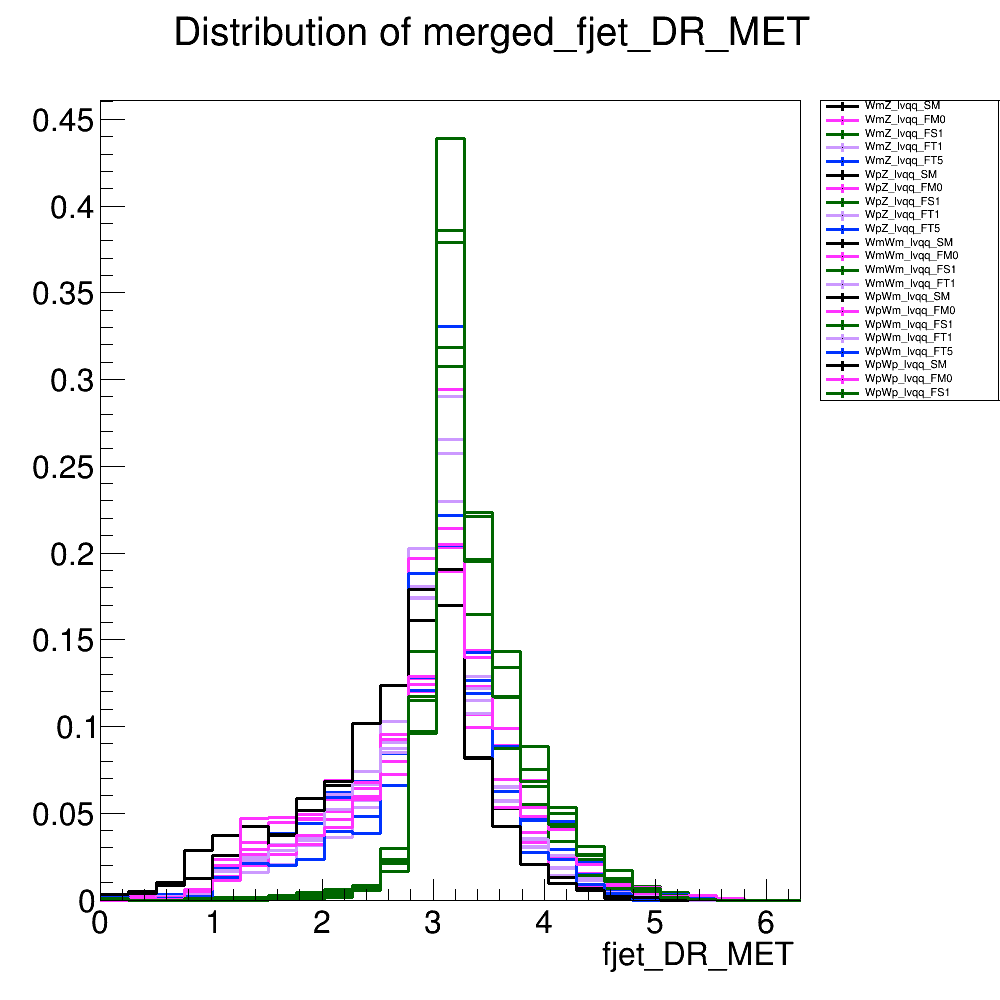 Distribution of merged_fjet_DR_MET
0.45
0.4
0.35
0.3
0.25
0.2
0.15
0.1
0.05
0
0 1 2 3 4 5 6
fjet_DR_MET
WmZ_lvqq_SM
WmZ_lvqq_FM0
WmZ_lvqq_FS1
WmZ_lvqq_FT1
WmZ_lvqq_FT5
WpZ_lvqq_SM
WpZ_lvqq_FM0
WpZ_lvqq_FS1
WpZ_lvqq_FT1
WpZ_lvqq_FT5
WmWm_lvqq_SM
WmWm_lvqq_FM0
WmWm_lvqq_FS1
WmWm_lvqq_FT1
WpWm_lvqq_SM
WpWm_lvqq_FM0
WpWm_lvqq_FS1
WpWm_lvqq_FT1
WpWm_lvqq_FT5
WpWp_lvqq_SM
WpWp_lvqq_FM0
WpWp_lvqq_FS1